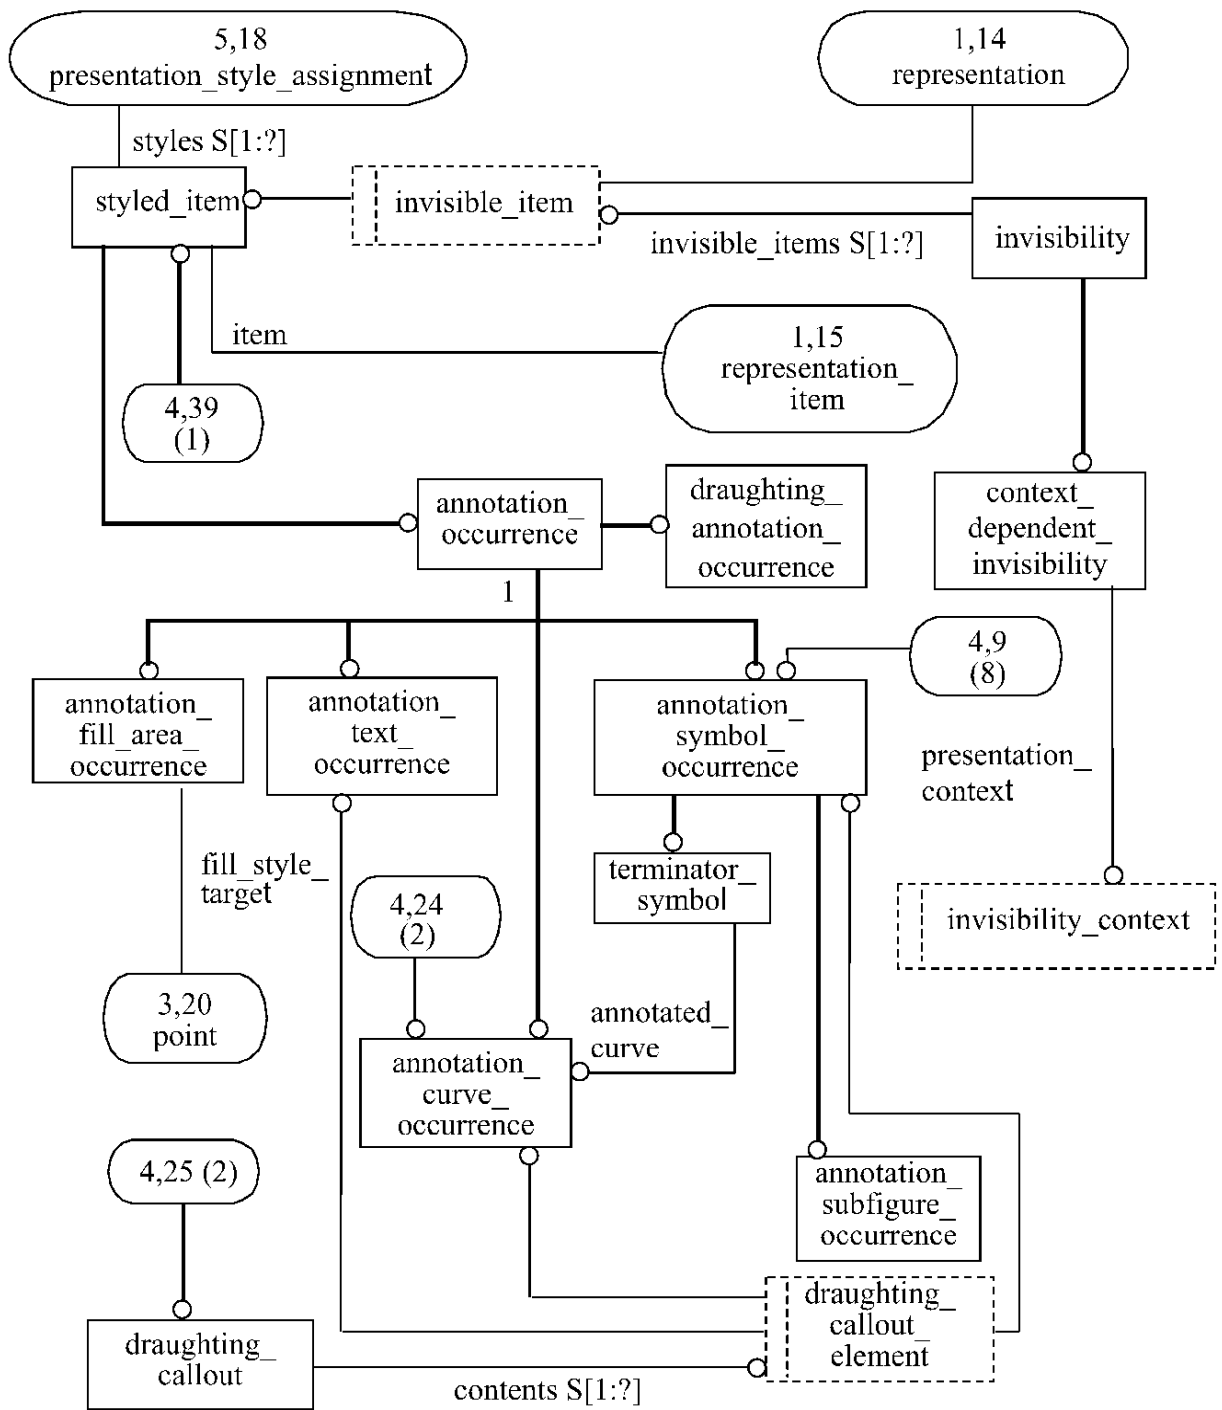 5,18
presentation_style_assignment
1,14
representation
styles S[1:?]
styled_item
invisible_item
invisible_items S[1:?]
invisibility
item
1,15
representation_
item
4,39
(1)
annotation_
occurrence
draughting_
annotation_
occurrence
context_
dependent_
invisibility
1
4,9
(8)
annotation_
fill_area_
occurrence
annotation_
text_
occurrence
annotation_
symbol_
occurrence
presentation_
context
fill_style_
target
4,24
(2)
terminator_
symbol
invisibility_context
3,20
point
annotated_
curve
annotation_
curve_
occurrence
4,25 (2)
annotation_
subfigure_
occurrence
draughting_
callout_
element
draughting_
callout
contents S[1:?]